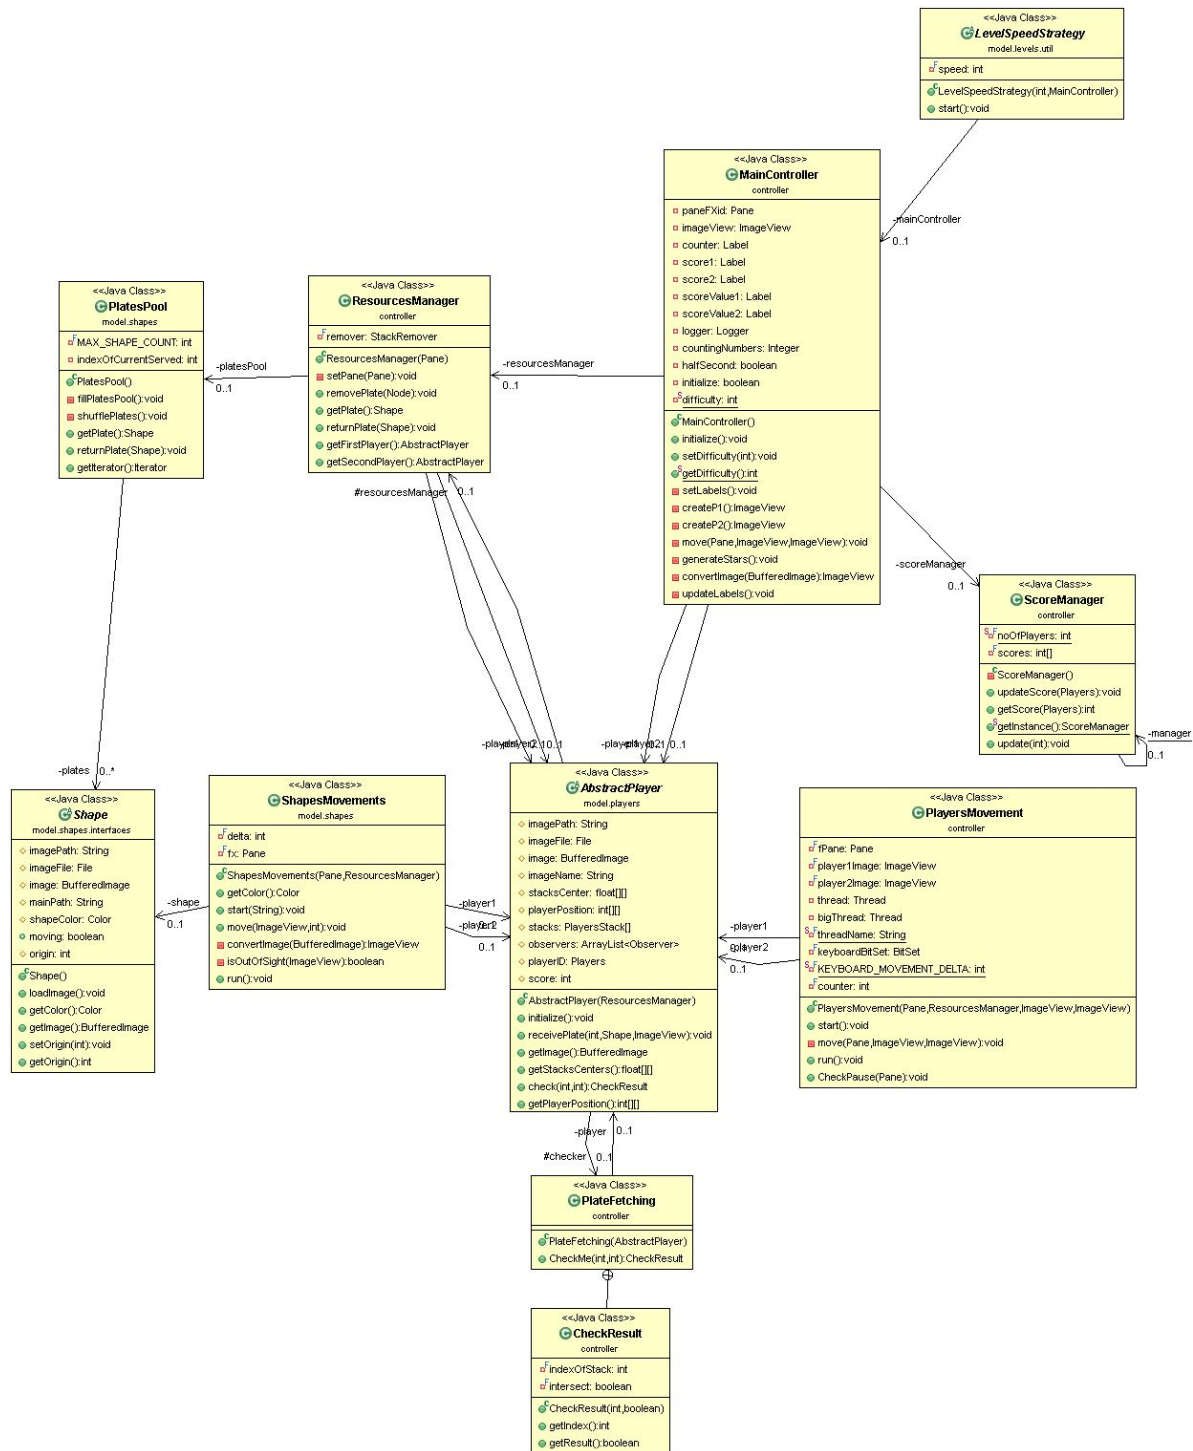 <<Java Class>>
LevelSpeedStrategy
model.levels.util
speed: int
LevelSpeedStrategy(int,MainController)
start():void
<<Java Class>>
MainController
controller
paneFXid: Pane
imageView: ImageView
counter: Label
score1: Label
score2: Label
scoreValue1: Label
scoreValue2: Label
logger: Logger
countingNumbers: Integer
halfSecond: boolean
initialize: boolean
difficulty: int
MainController()
initialize():void
setDifficulty(int):void
getDifficulty():int
setLabels():void
createP1():ImageView
createP2():ImageView
move(Pane,ImageView,ImageView):void
generateStars():void
convertImage(BufferedImage):ImageView
updateLabels():void
-mainController
0..1
<<Java Class>>
PlatesPool
model.shapes
MAX_SHAPE_COUNT: int
indexOfCurrentServed: int
PlatesPool()
fillPlatesPool():void
shufflePlates():void
getPlate():Shape
returnPlate(Shape):void
getIterator():Iterator
-platesPool
0..1
<<Java Class>>
ResourcesManager
controller
remover: StackRemover
ResourcesManager(Pane)
setPane(Pane):void
removePlate(Node):void
getPlate():Shape
returnPlate(Shape):void
getFirstPlayer():AbstractPlayer
getSecondPlayer():AbstractPlayer
-resourcesManager
0..1
#resourcesManager
0..1
-scoreManager
0..1
<<Java Class>>
ScoreManager
controller
noOfPlayers: int
scores: int[]
ScoreManager()
updateScore(Players):void
getScore(Players):int
getInstance():ScoreManager
update(int):void
-manager
0..1
-plates
0..*
0..1
0..1
<<Java Class>>
Shape
model.shapes.interfaces
imagePath: String
imageFile: File
image: BufferedImage
mainPath: String
shapeColor: Color
moving: boolean
origin: int
Shape()
loadImage():void
getColor():Color
getImage():BufferedImage
setOrigin(int):void
getOrigin():int
-shape
0..1
<<Java Class>>
ShapesMovements
model.shapes
delta: int
fx: Pane
ShapesMovements(Pane,ResourcesManager)
getColor():Color
start(String):void
move(ImageView,int):void
convertImage(BufferedImage):ImageView
isOutOfSight(ImageView):boolean
run():void
-player1
-player2
0..1
<<Java Class>>
AbstractPlayer
model.players
imagePath: String
imageFile: File
image: BufferedImage
imageName: String
stacksCenter: float[][]
playerPosition: int[][]
stacks: PlayersStack[]
observers: ArrayList<Observer>
playerID: Players
score: int
AbstractPlayer(ResourcesManager)
initialize():void
receivePlate(int,Shape,ImageView):void
getImage():BufferedImage
getStacksCenters():float[][]
check(int,int):CheckResult
getPlayerPosition():int[][]
-player1
-player2
0..1
<<Java Class>>
PlayersMovement
controller
fPane: Pane
player1Image: ImageView
player2Image: ImageView
thread: Thread
bigThread: Thread
threadName: String
keyboardBitSet: BitSet
KEYBOARD_MOVEMENT_DELTA: int
counter: int
PlayersMovement(Pane,ResourcesManager,ImageView,ImageView)
start():void
move(Pane,ImageView,ImageView):void
run():void
CheckPause(Pane):void
-player
0..1
#checker
0..1
<<Java Class>>
PlateFetching
controller
PlateFetching(AbstractPlayer)
CheckMe(int,int):CheckResult
<<Java Class>>
CheckResult
controller
indexOfStack: int
intersect: boolean
CheckResult(int,boolean)
getIndex():int
getResult():boolean